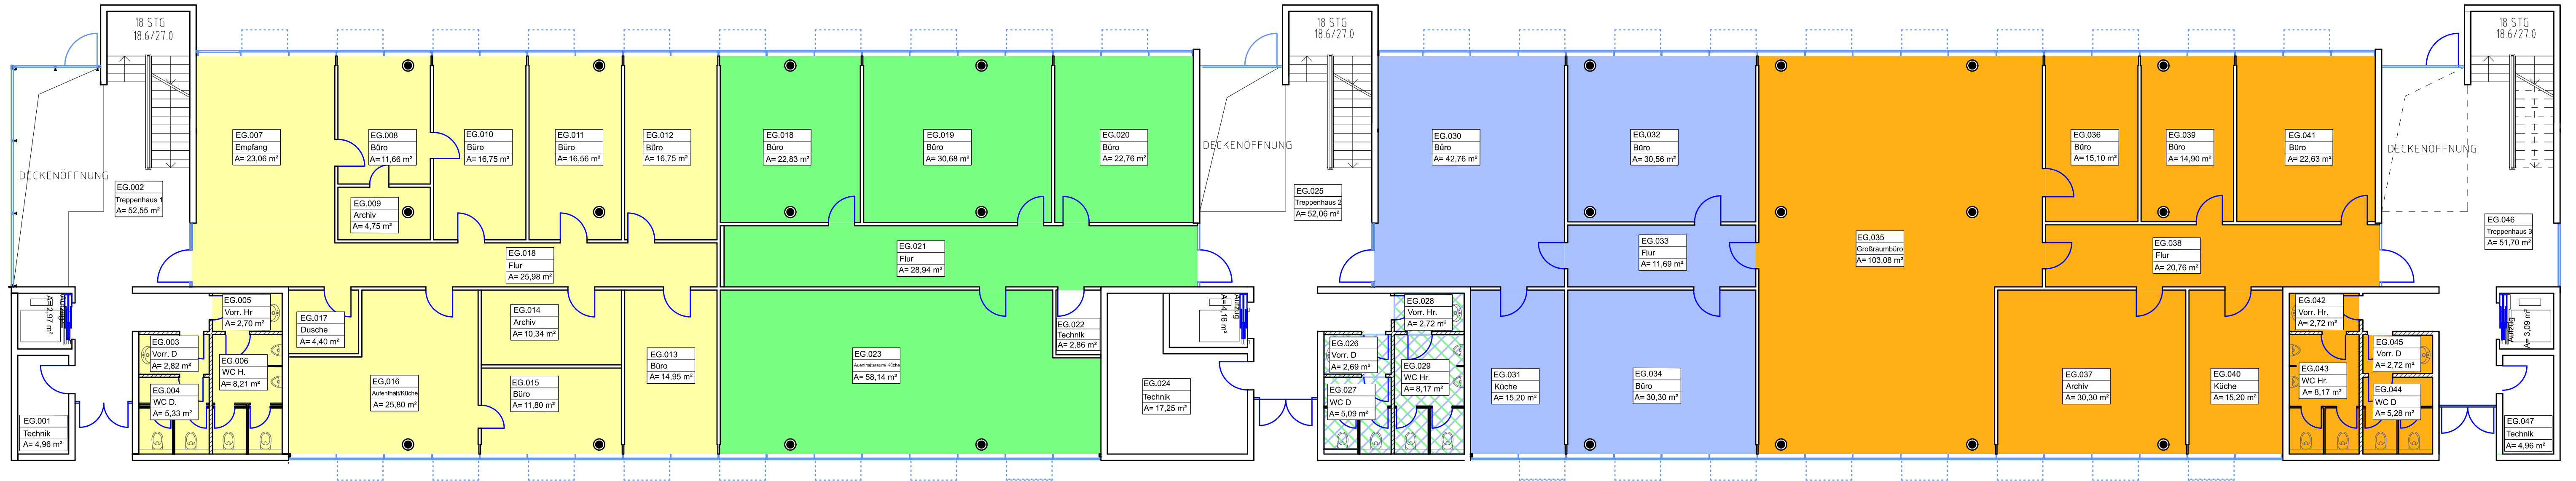 18 STG
18.6/27.0
DECKENÖFFNUNG
EG.002
Treppenhaus 1
A= 52,55 m²
EG.007
Empfang
A= 23,06 m²
EG.008
Büro
A= 11,66 m²
EG.009
Archiv
A= 4,75 m²
EG.010
Büro
A= 16,75 m²
EG.011
Büro
A= 16,56 m²
EG.012
Büro
A= 16,75 m²
EG.018
Flur
A= 25,98 m²
EG.018
Büro
A= 22,83 m²
EG.019
Büro
A= 30,68 m²
EG.020
Büro
A= 22,76 m²
EG.021
Flur
A= 28,94 m²
Aufzug
A= 2,97 m²
EG.001
Technik
A= 4,96 m²
EG.003
Vorr. D
A= 2,82 m²
EG.004
WC D.
A= 5,33 m²
EG.005
Vorr. Hr
A= 2,70 m²
EG.006
WC H.
A= 8,21 m²
EG.017
Dusche
A= 4,40 m²
EG.016
Aufenthalt/Küche
A= 25,80 m²
EG.014
Archiv
A= 10,34 m²
EG.015
Büro
A= 11,80 m²
EG.013
Büro
A= 14,95 m²
EG.023
Auenthaltsraum/ Küche
A= 58,14 m²
EG.022
Technik
A= 2,86 m²
EG.024
Technik
A= 17,25 m²
Aufzug
A= 4,16 m²
18 STG
18.6/27.0
DECKENÖFFNUNG
EG.025
Treppenhaus 2
A= 52,06 m²
EG.030
Büro
A= 42,76 m²
EG.032
Büro
A= 30,56 m²
EG.033
Flur
A= 11,69 m²
EG.035
Großraumbüro
A= 103,08 m²
EG.036
Büro
A= 15,10 m²
EG.039
Büro
A= 14,90 m²
EG.041
Büro
A= 22,63 m²
EG.038
Flur
A= 20,76 m²
EG.028
Vorr. Hr.
A= 2,72 m²
EG.026
Vorr. D
A= 2,69 m²
EG.027
WC D
A= 5,09 m²
EG.029
WC Hr.
A= 8,17 m²
EG.031
Küche
A= 15,20 m²
EG.034
Büro
A= 30,30 m²
EG.037
Archiv
A= 30,30 m²
EG.040
Küche
A= 15,20 m²
EG.042
Vorr. Hr.
A= 2,72 m²
EG.043
WC Hr.
A= 8,17 m²
EG.045
Vorr. D
A= 2,72 m²
EG.044
WC D
A= 5,28 m²
18 STG
18.6/27.0
DECKENÖFFNUNG
EG.046
Treppenhaus 3
A= 51,70 m²
Aufzug
A= 3,09 m²
EG.047
Technik
A= 4,96 m²